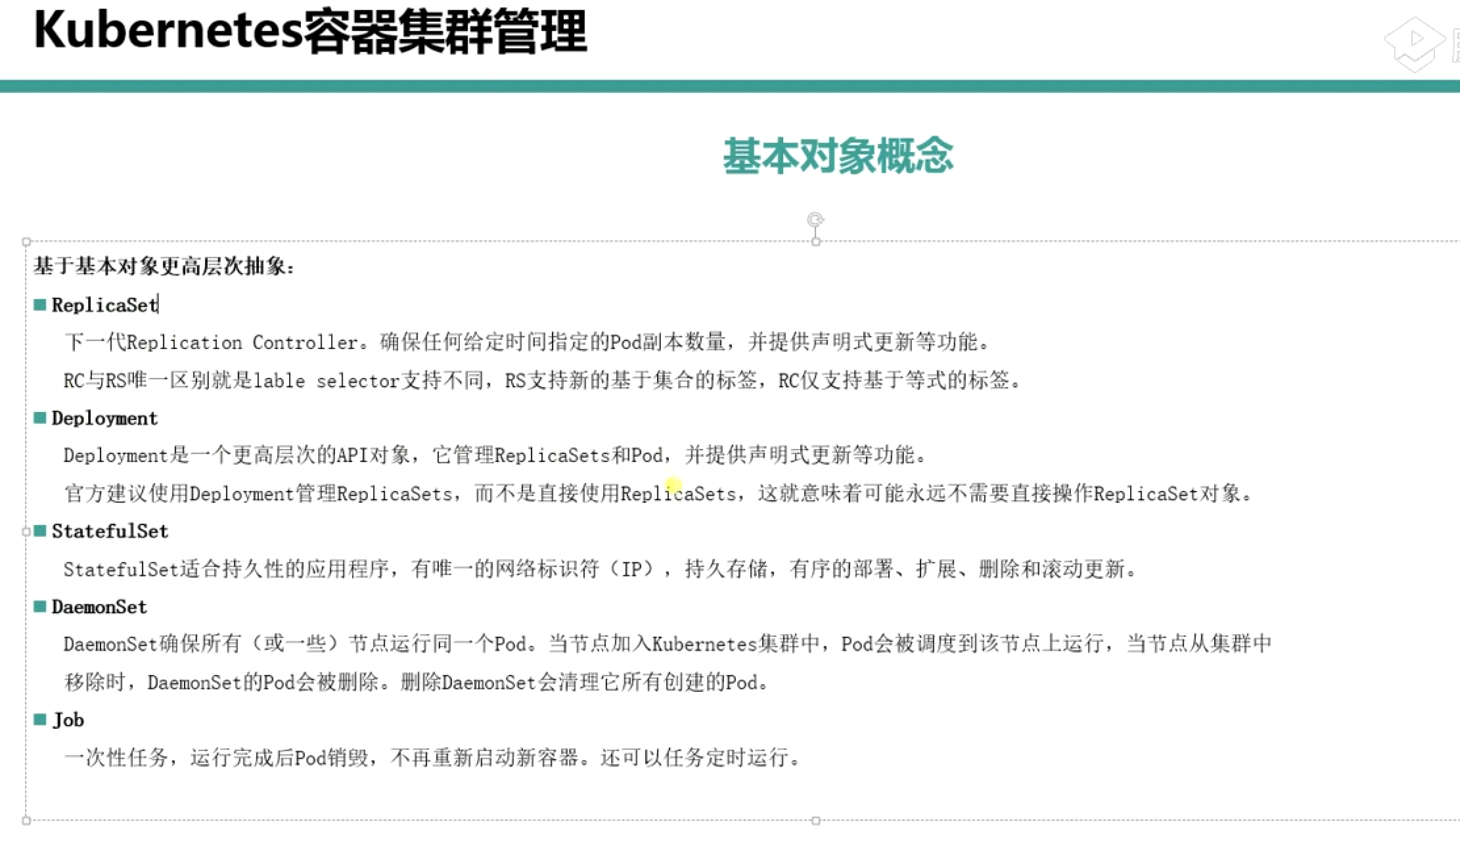 Kubernetes容器集群管理
基本对象概念
基于基本对象更高层次抽象：
ReplicaSet
下一代Replication Controller。确保任何给定时间指定的Pod副本数量，并提供声明式更新等功能。
RC与RS唯一区别就是lable selector支持不同，RS支持新的基于集合的标签，RC仅支持基于等式的标签。
Deployment
Deployment是一个更高层次的API对象，它管理ReplicaSets和Pod，并提供声明式更新等功能。
官方建议使用Deployment管理ReplicaSets，而不是直接使用ReplicaSets，这就意味着可能永远不需要直接操作ReplicaSet对象。
StatefulSet
StatefulSet适合持久性的应用程序，有唯一的网络标识符（IP），持久存储，有序的部署、扩展、删除和滚动更新。
DaemonSet
DaemonSet确保所有（或一些）节点运行同一个Pod。当节点加入Kubernetes集群中，Pod会被调度到该节点上运行，当节点从集群中
移除时，DaemonSet的Pod会被删除。删除DaemonSet会清理它所有创建的Pod。
Job
一次性任务，运行完成后Pod销毁，不再重新启动新容器。还可以任务定时运行。